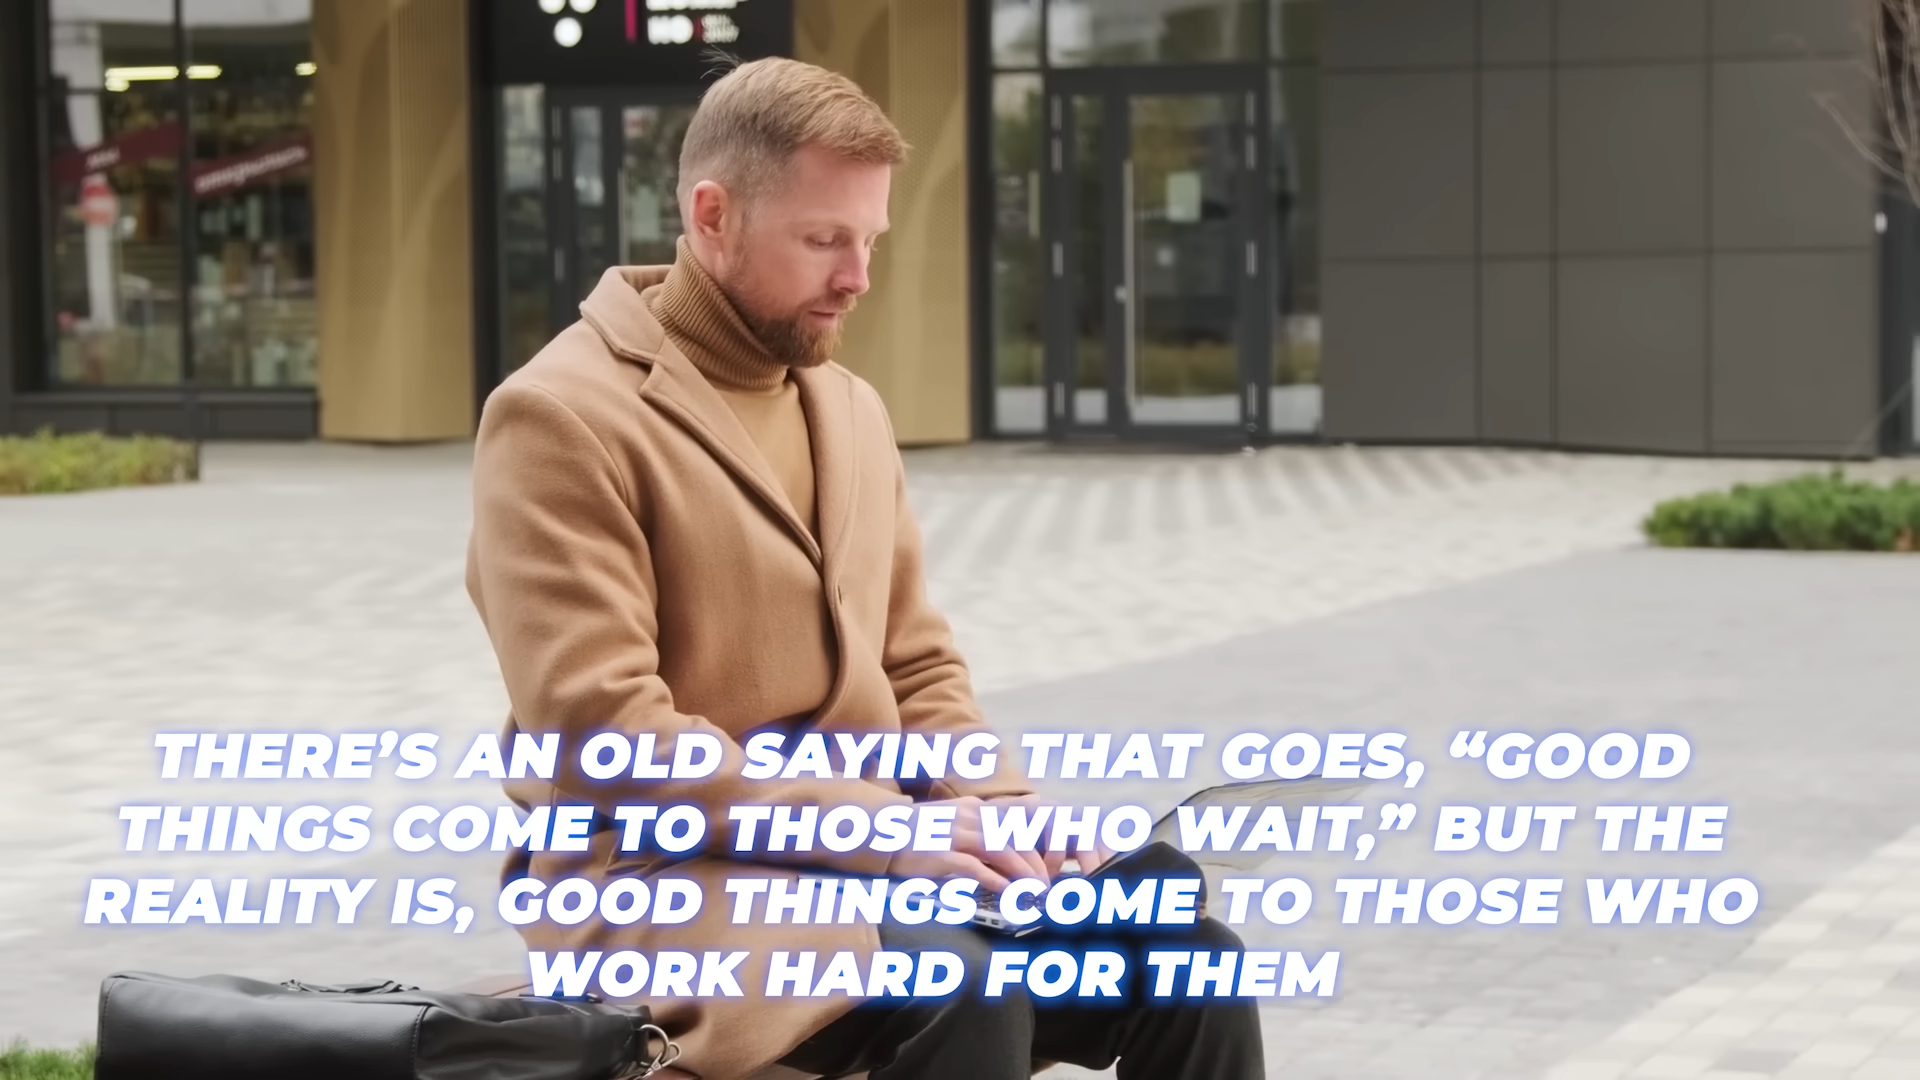 THERE’S AN OLD SAYING THAT GOES, “GOOD
THINGS COME TO THOSE WHO WAIT,” BUT THE
REALITY IS, GOOD THINGS COME TO THOSE WHO
WORK HARD FOR THEM